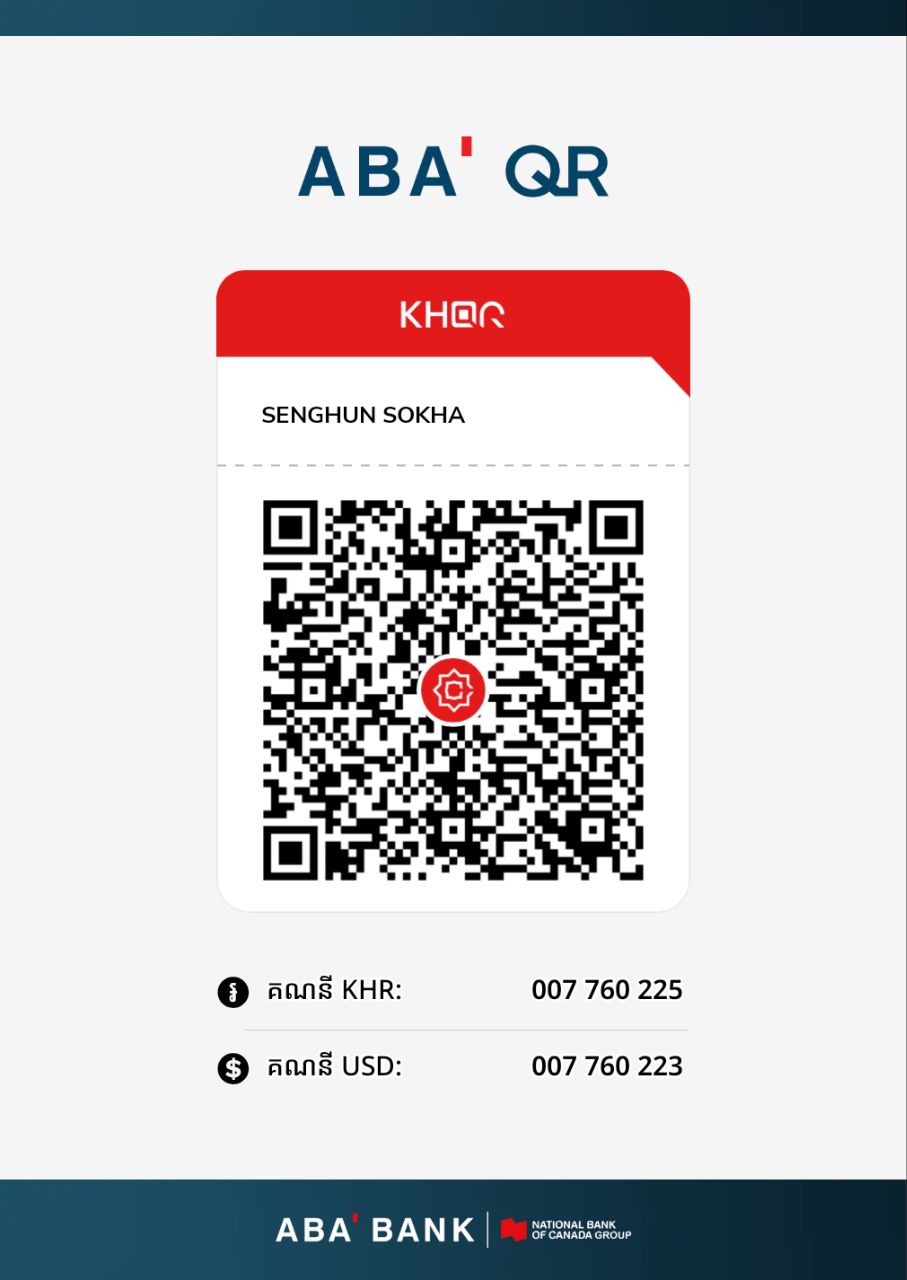 ABA' QR
KHQR
SENGHUN SOKHA
គណនី KHR: 007 760 225
$ គណនី USD: 007 760 223
ABA' BANK | NATIONAL BANK
OF CANADA GROUP